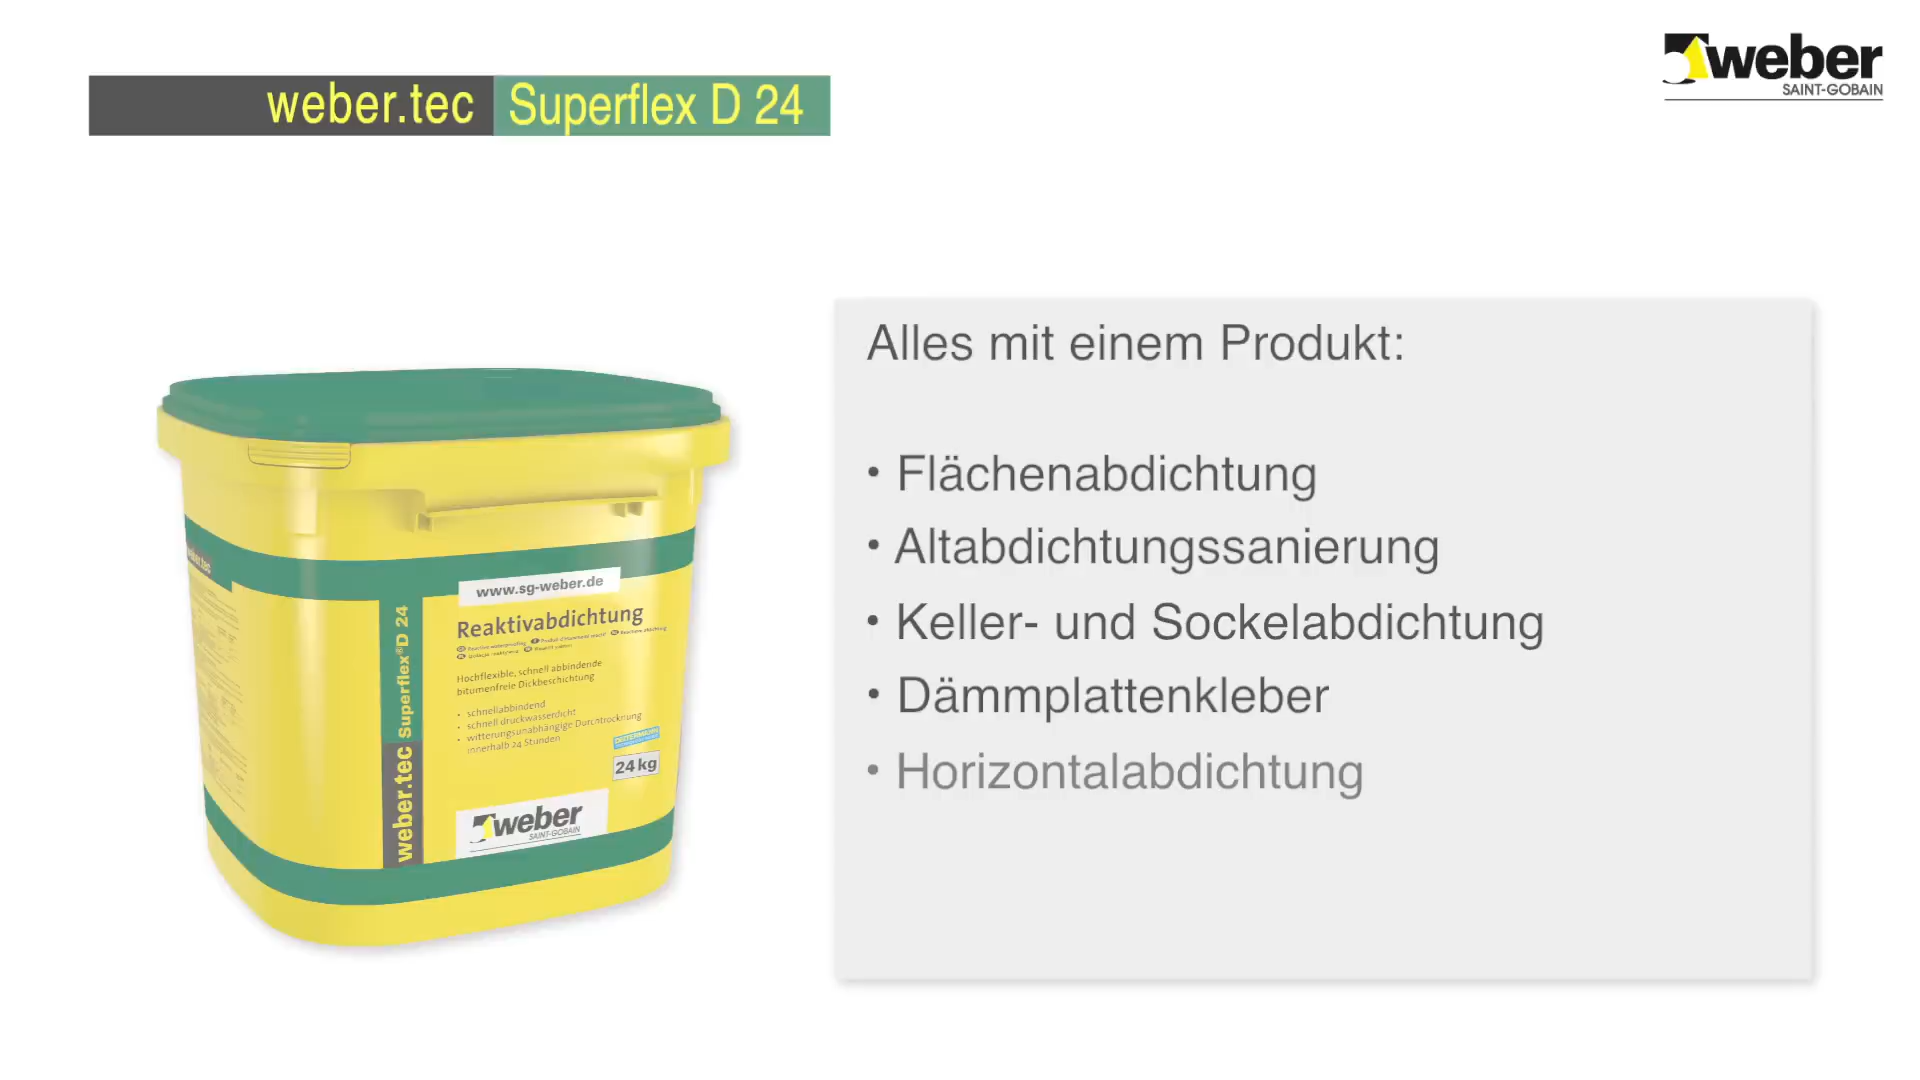 weber
SAINT-GOBAIN
weber.tec Superflex D 24
Alles mit einem Produkt:
• Flächenabdichtung
• Altabdichtungssanierung
• Keller- und Sockelabdichtung
• Dämmplattenkleber
• Horizontalabdichtung
www.sg-weber.de
Reaktivabdichtung
Hochflexible, schnell abbindende
bitumenfreie Dickbeschichtung
• schnellabbindend
• schnell druckwasserdicht
• witterungsunabhängige Durchtrocknung
innerhalb 24 Stunden
24 kg
weber.tec Superflex®D 24
weber
SAINT-GOBAIN